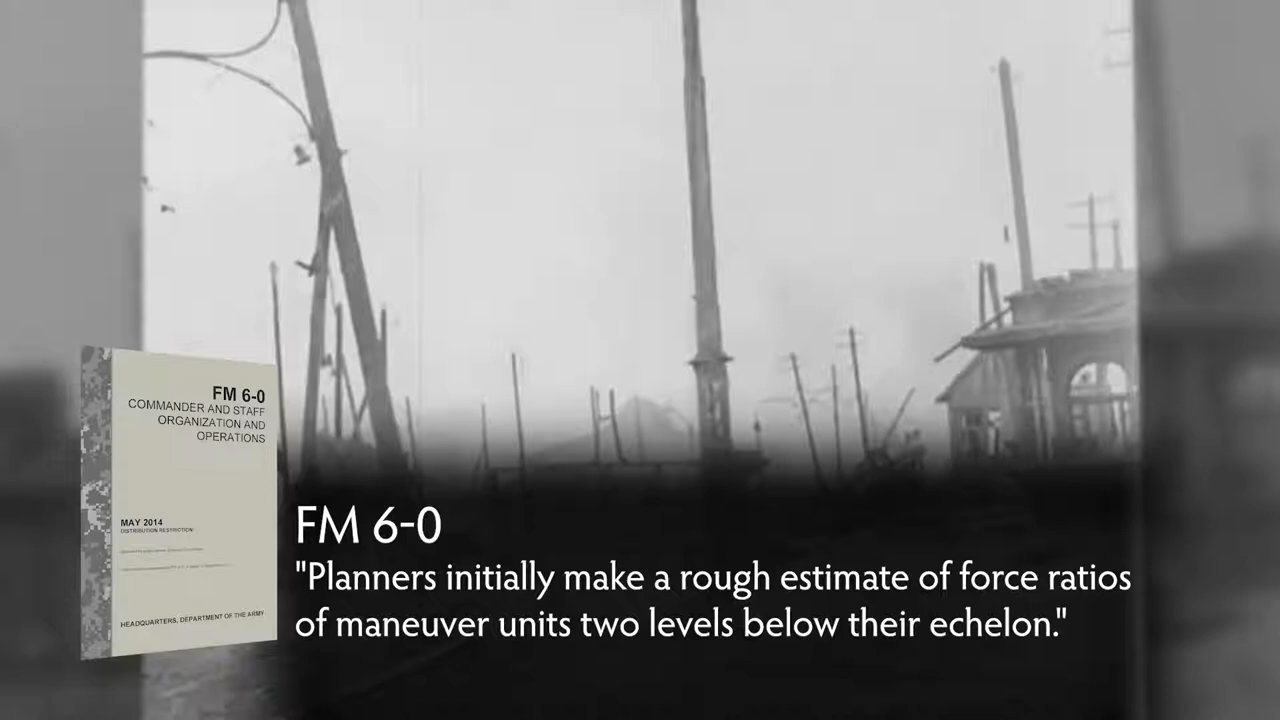 FM 6-0
COMMANDER AND STAFF
ORGANIZATION AND
OPERATIONS
MAY 2014
DISTRIBUTION RESTRICTION:
HEADQUARTERS, DEPARTMENT OF THE ARMY
FM 6-0
"Planners initially make a rough estimate of force ratios
of maneuver units two levels below their echelon."